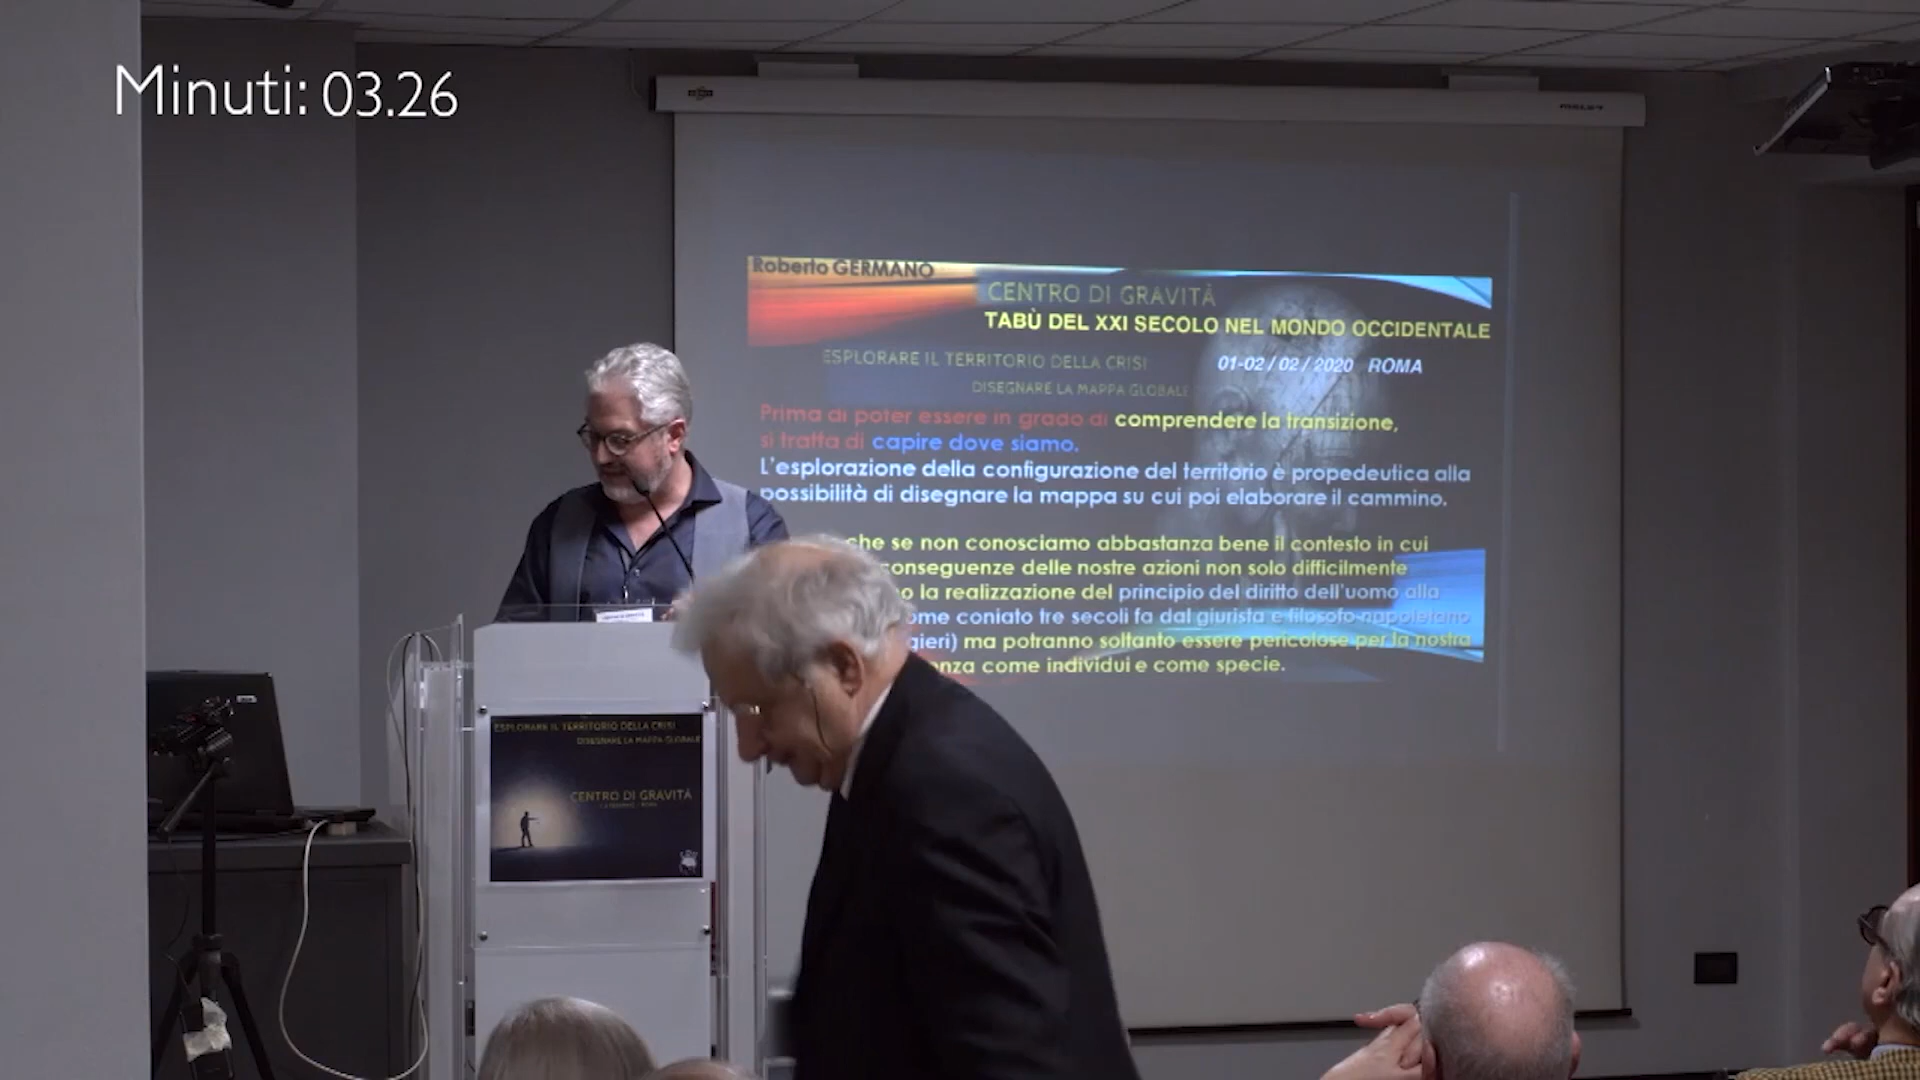 Minuti: 03.26
Roberto GERMANO
CENTRO DI GRAVITÀ
TABÙ DEL XXI SECOLO NEL MONDO OCCIDENTALE
ESPLORARE IL TERRITORIO DELLA CRISI
01-02 / 02 / 2020 ROMA
DISEGNARE LA MAPPA GLOBALE
Prima di poter essere in grado di comprendere la transizione,
si tratta di capire dove siamo.
L'esplorazione della configurazione del territorio è propedeutica alla
possibilità di disegnare la mappa su cui poi elaborare il cammino.
che se non conosciamo abbastanza bene il contesto in cui
conseguenze delle nostre azioni non solo difficilmente
o la realizzazione del principio del diritto dell'uomo alla
ome coniato tre secoli fa dal giurista e filosofo napoletano
gieri) ma potranno soltanto essere pericolose per la nostra
nza come individui e come specie.
ESPLORARE IL TERRITORIO DELLA CRISI
DISEGNARE LA MAPPA GLOBALE
CENTRO DI GRAVITÀ